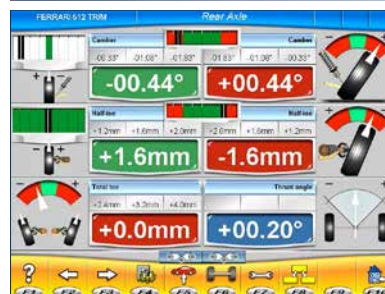 FERRARI 512 TRIM Rear Axle
Camber Camber
-00.33° -01.08° -01.83° -01.83° -01.08° -00.33°
-00.44° +00.44°
Half toe Half toe
+1.2mm +1.6mm +2.0mm +2.0mm +1.6mm +1.2mm
+1.6mm -1.6mm
Total toe Thrust angle
+2.4mm +3.2mm +4.0mm
+0.0mm +00.20°
?